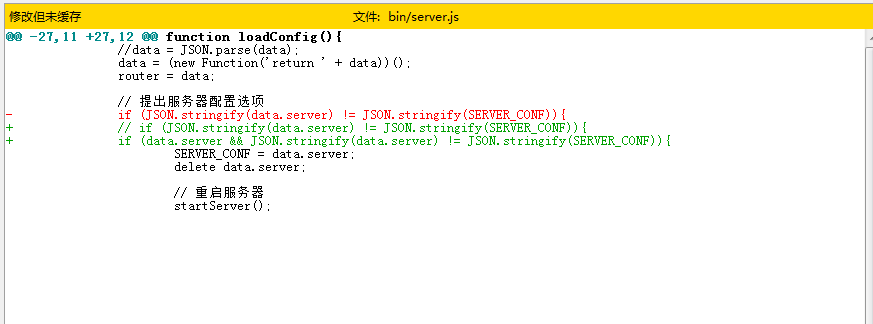 修改但未缓存 文件: bin/server.js
@@ -27,11 +27,12 @@ function loadConfig(){
//data = JSON.parse(data);
data = (new Function('return ' + data))();
router = data;
// 提出服务器配置选项
- if (JSON.stringify(data.server) != JSON.stringify(SERVER_CONF)){
+ // if (JSON.stringify(data.server) != JSON.stringify(SERVER_CONF)){
+ if (data.server && JSON.stringify(data.server) != JSON.stringify(SERVER_CONF)){
SERVER_CONF = data.server;
delete data.server;
// 重启服务器
startServer();